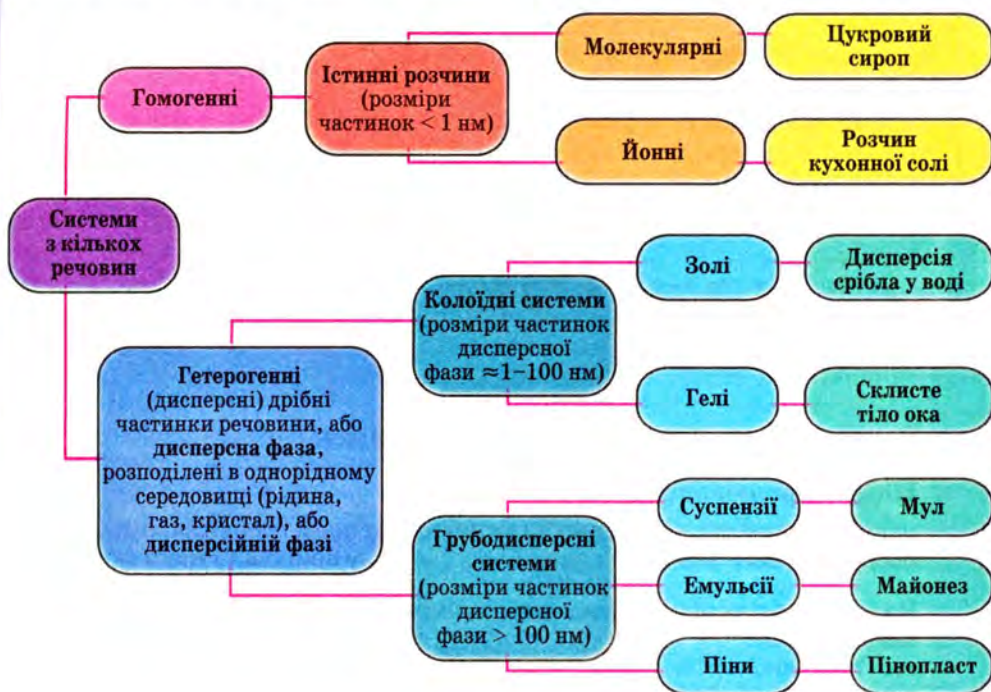 Системи
з кількох
речовин
Гомогенні
Істинні розчини
(розміри
частинок < 1 нм)
Молекулярні
Цукровий
сироп
Йонні
Розчин
кухонної солі
Гетерогенні
(дисперсні) дрібні
частинки речовини, або
дисперсна фаза,
розподілені в однорідному
середовищі (рідина,
газ, кристал), або
дисперсійній фазі
Колоїдні системи
(розміри частинок
дисперсної
фази ≈1–100 нм)
Золі
Дисперсія
срібла у воді
Гелі
Склисте
тіло ока
Грубодисперсні
системи
(розміри частинок
дисперсної
фази > 100 нм)
Суспензії
Мул
Емульсії
Майонез
Піни
Пінопласт